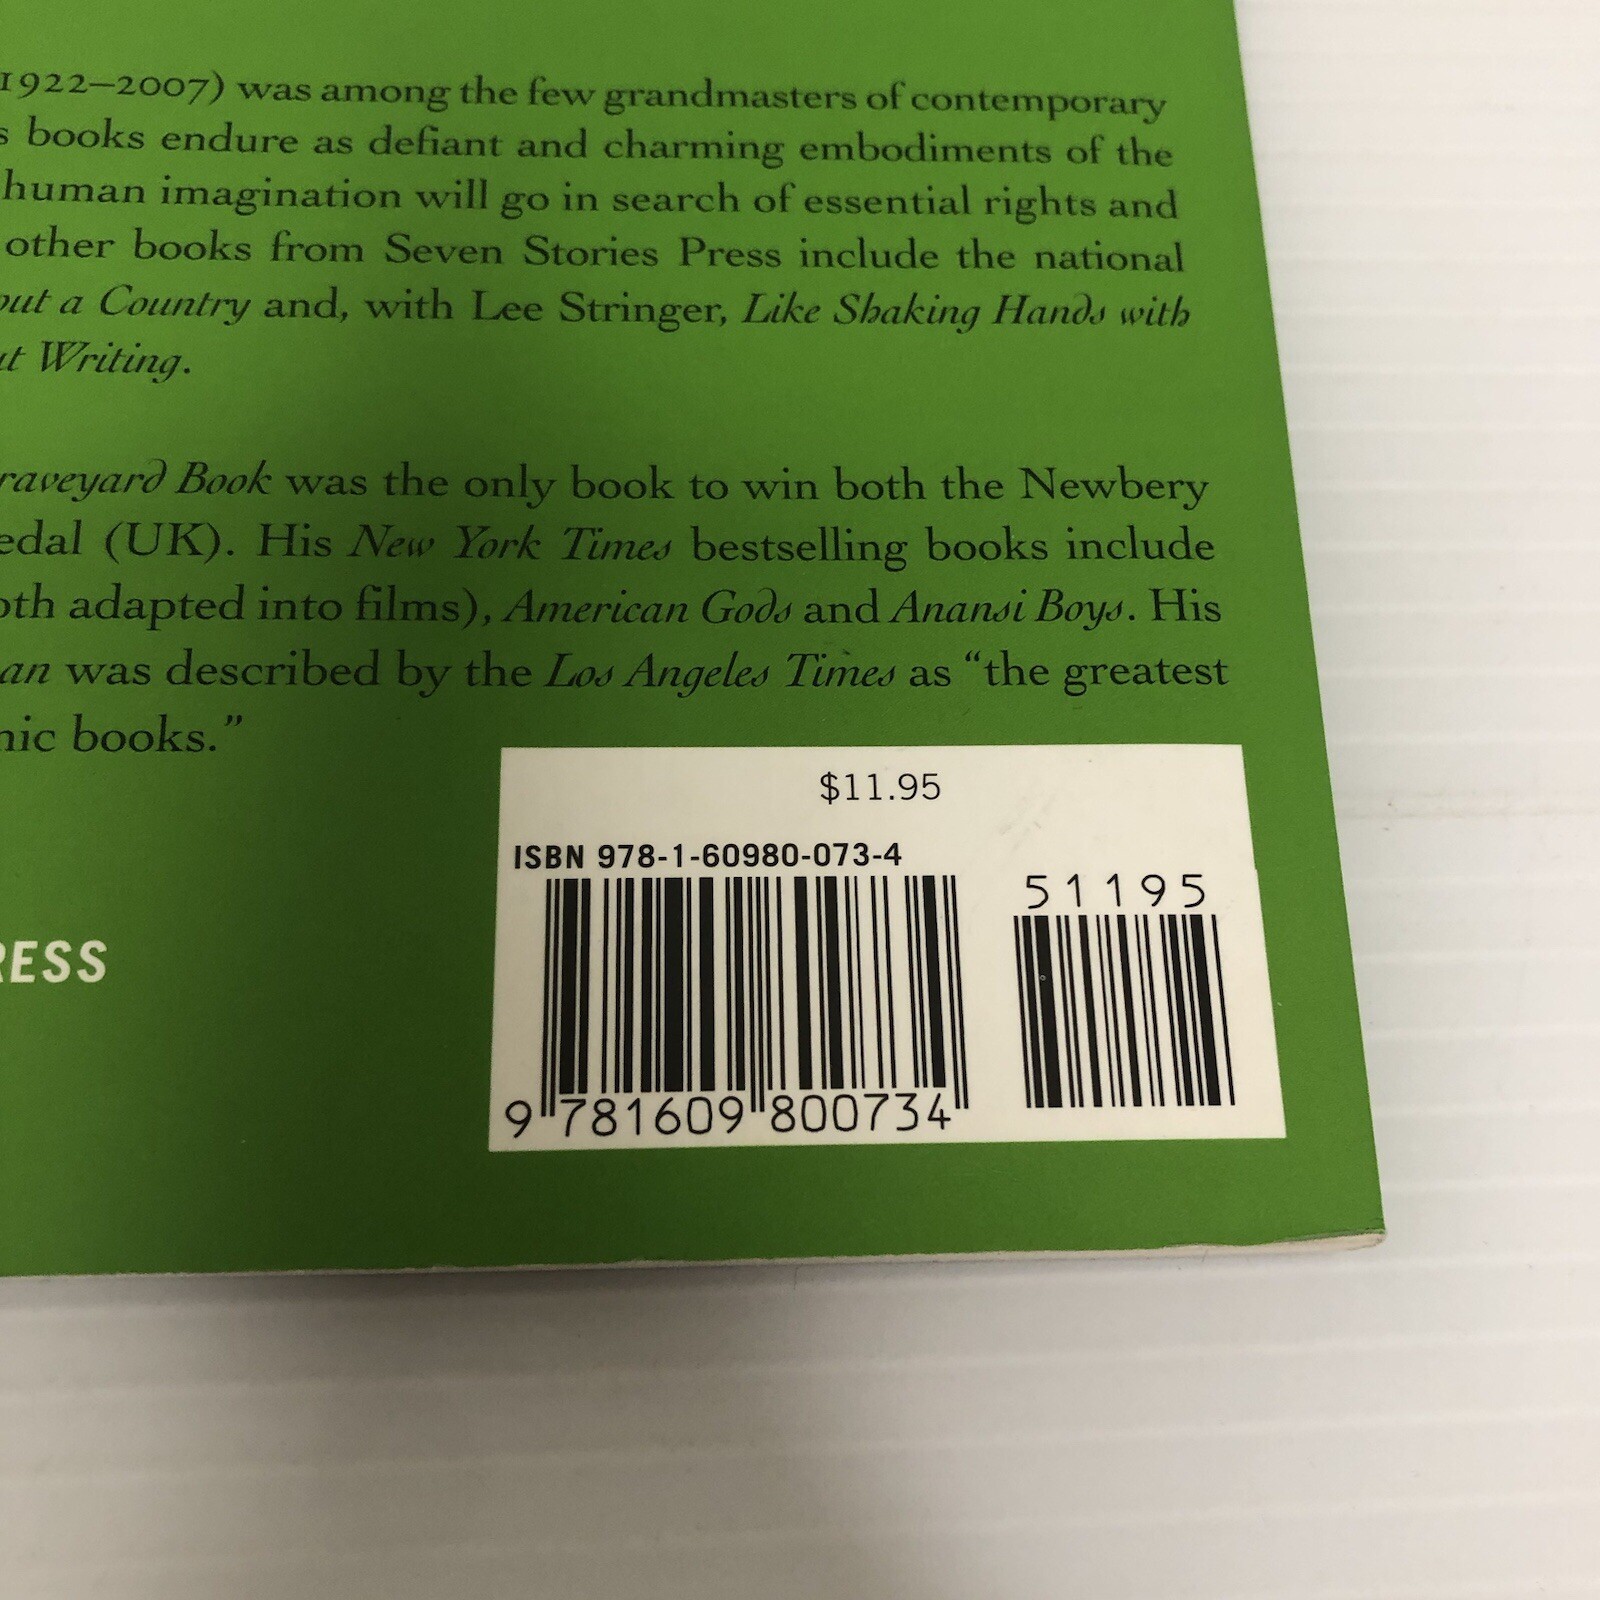 1922–2007) was among the few grandmasters of contemporary
s books endure as defiant and charming embodiments of the
human imagination will go in search of essential rights and
other books from Seven Stories Press include the national
out a Country and, with Lee Stringer, Like Shaking Hands with
ut Writing.
raveyard Book was the only book to win both the Newbery
edal (UK). His New York Times bestselling books include
oth adapted into films), American Gods and Anansi Boys. His
an was described by the Los Angeles Times as “the greatest
mic books.”
$11.95
ISBN 978-1-60980-073-4
51195
RESS
9 781609 800734